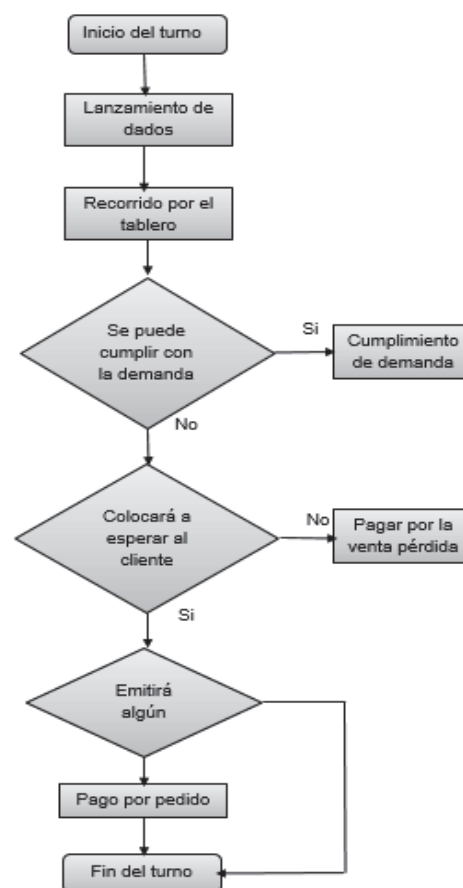 Inicio del turno
Lanzamiento de
dados
Recorrido por el
tablero
Se puede
cumplir con
la demanda
Si
Cumplimiento
de demanda
No
Colocará a
esperar al
cliente
No
Pagar por la
venta pérdida
Si
Emitirá
algún
Pago por pedido
Fin del turno